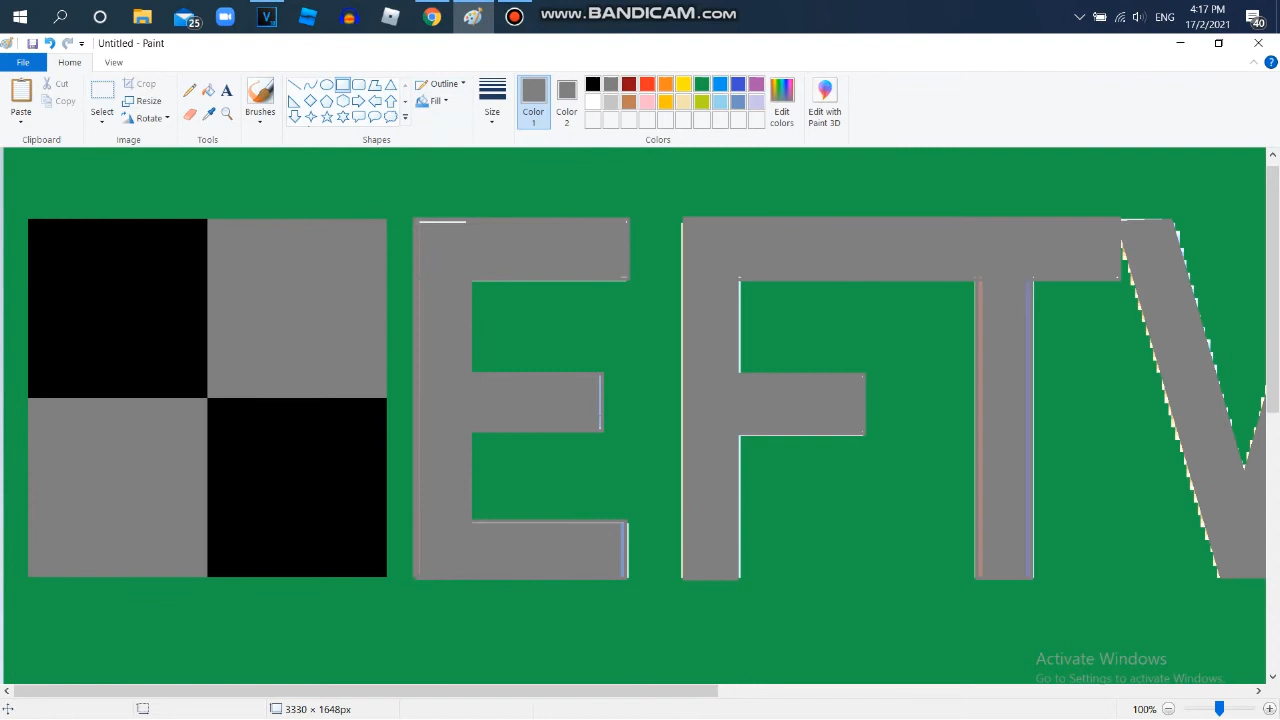 www.BANDICAM.com
25
ENG
4:17 PM
17/2/2021
40
Untitled - Paint
File
Home
View
Paste
Cut
Copy
Clipboard
Select
Crop
Resize
Rotate
Image
A
Tools
Brushes
Outline
Fill
Shapes
Size
Color 1
Color 2
Edit colors
Colors
Edit with Paint 3D
EFTV
Activate Windows
Go to Settings to activate Windows.
3330 × 1648px
100%